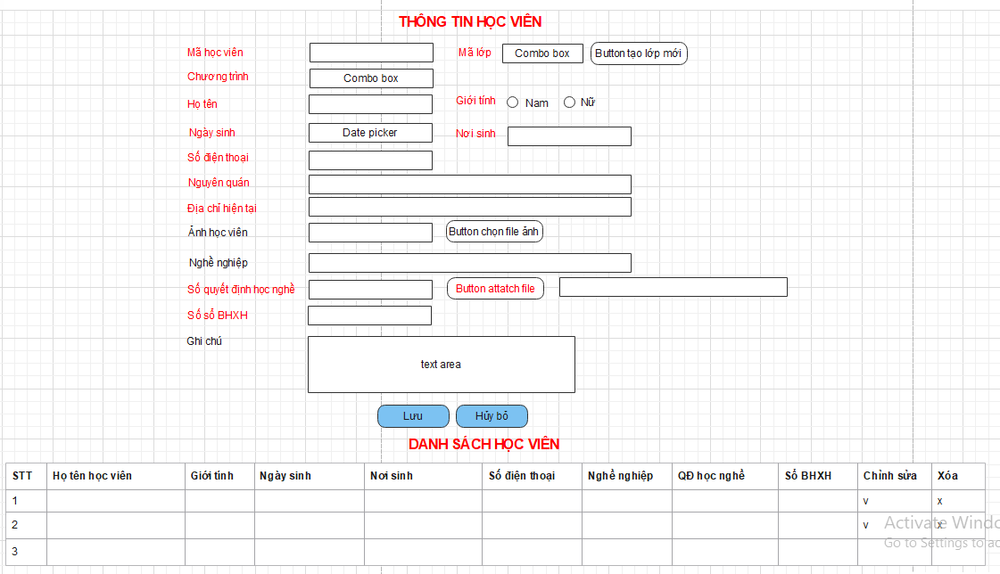 THÔNG TIN HỌC VIÊN
Mã học viên
Mã lớp Combo box Button tạo lớp mới
Chương trình Combo box
Họ tên
Giới tính Nam Nữ
Ngày sinh Date picker
Nơi sinh
Số điện thoại
Nguyên quán
Địa chỉ hiện tại
Ảnh học viên Button chọn file ảnh
Nghề nghiệp
Số quyết định học nghề Button attatch file
Số sổ BHXH
Ghi chú
text area
Lưu Hủy bỏ
DANH SÁCH HỌC VIÊN
STT Họ tên học viên Giới tính Ngày sinh Nơi sinh Số điện thoại Nghề nghiệp QĐ học nghề Sổ BHXH Chỉnh sửa Xóa
1 v x
2 v x
Activate Windo
Go to Settings to ac
3